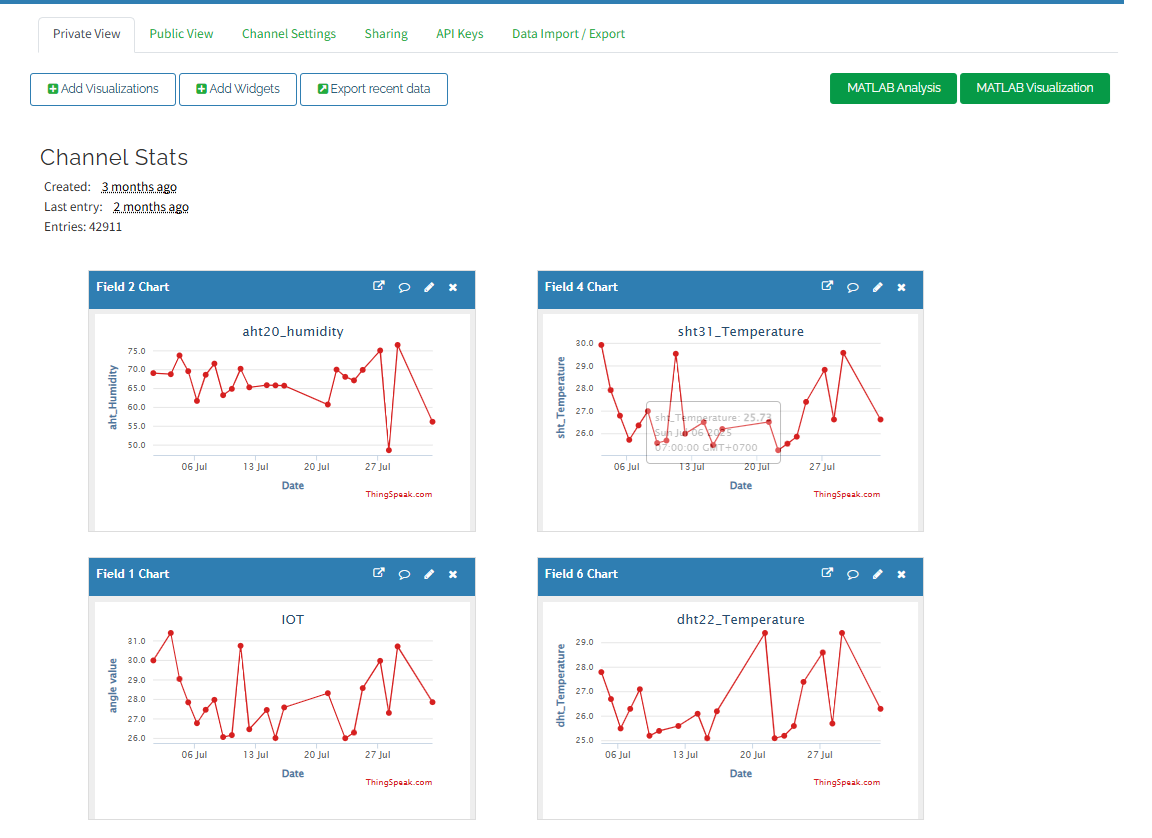 Private View Public View Channel Settings Sharing API Keys Data Import / Export
Add Visualizations Add Widgets Export recent data MATLAB Analysis MATLAB Visualization
Channel Stats
Created: 3 months ago
Last entry: 2 months ago
Entries: 42911
Field 2 Chart
aht20_humidity
aht_Humidity
75.0
70.0
65.0
60.0
55.0
50.0
06 Jul 13 Jul 20 Jul 27 Jul
Date
ThingSpeak.com
Field 4 Chart
sht31_Temperature
sht_Temperature
30.0
29.0
28.0
27.0
26.0
sht_Temperature: 25.73
Sun Jul 06 2025
07:00:00 GMT+0700
06 Jul 13 Jul 20 Jul 27 Jul
Date
ThingSpeak.com
Field 1 Chart
IOT
angle value
31.0
30.0
29.0
28.0
27.0
26.0
06 Jul 13 Jul 20 Jul 27 Jul
Date
ThingSpeak.com
Field 6 Chart
dht22_Temperature
dht_Temperature
29.0
28.0
27.0
26.0
25.0
06 Jul 13 Jul 20 Jul 27 Jul
Date
ThingSpeak.com